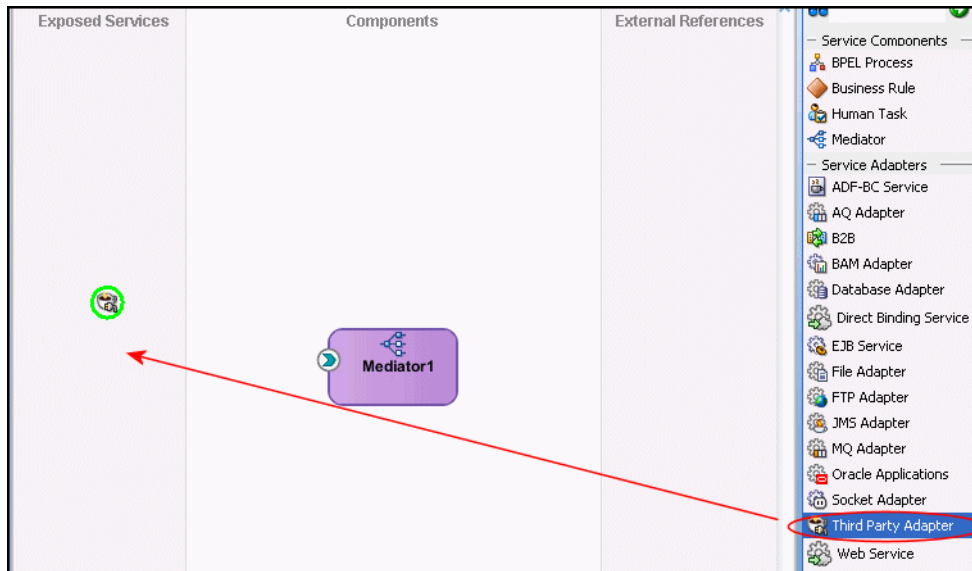 Exposed Services
Components
External References
Mediator1
Service Components
BPEL Process
Business Rule
Human Task
Mediator
Service Adapters
ADF-BC Service
AQ Adapter
B2B
BAM Adapter
Database Adapter
Direct Binding Service
EJB Service
File Adapter
FTP Adapter
JMS Adapter
MQ Adapter
Oracle Applications
Socket Adapter
Third Party Adapter
Web Service